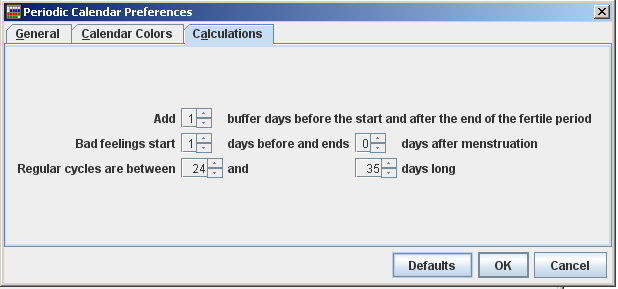 Periodic Calendar Preferences
General Calendar Colors Calculations
Add 1 buffer days before the start and after the end of the fertile period
Bad feelings start 1 days before and ends 0 days after menstruation
Regular cycles are between 24 and 35 days long
Defaults OK Cancel